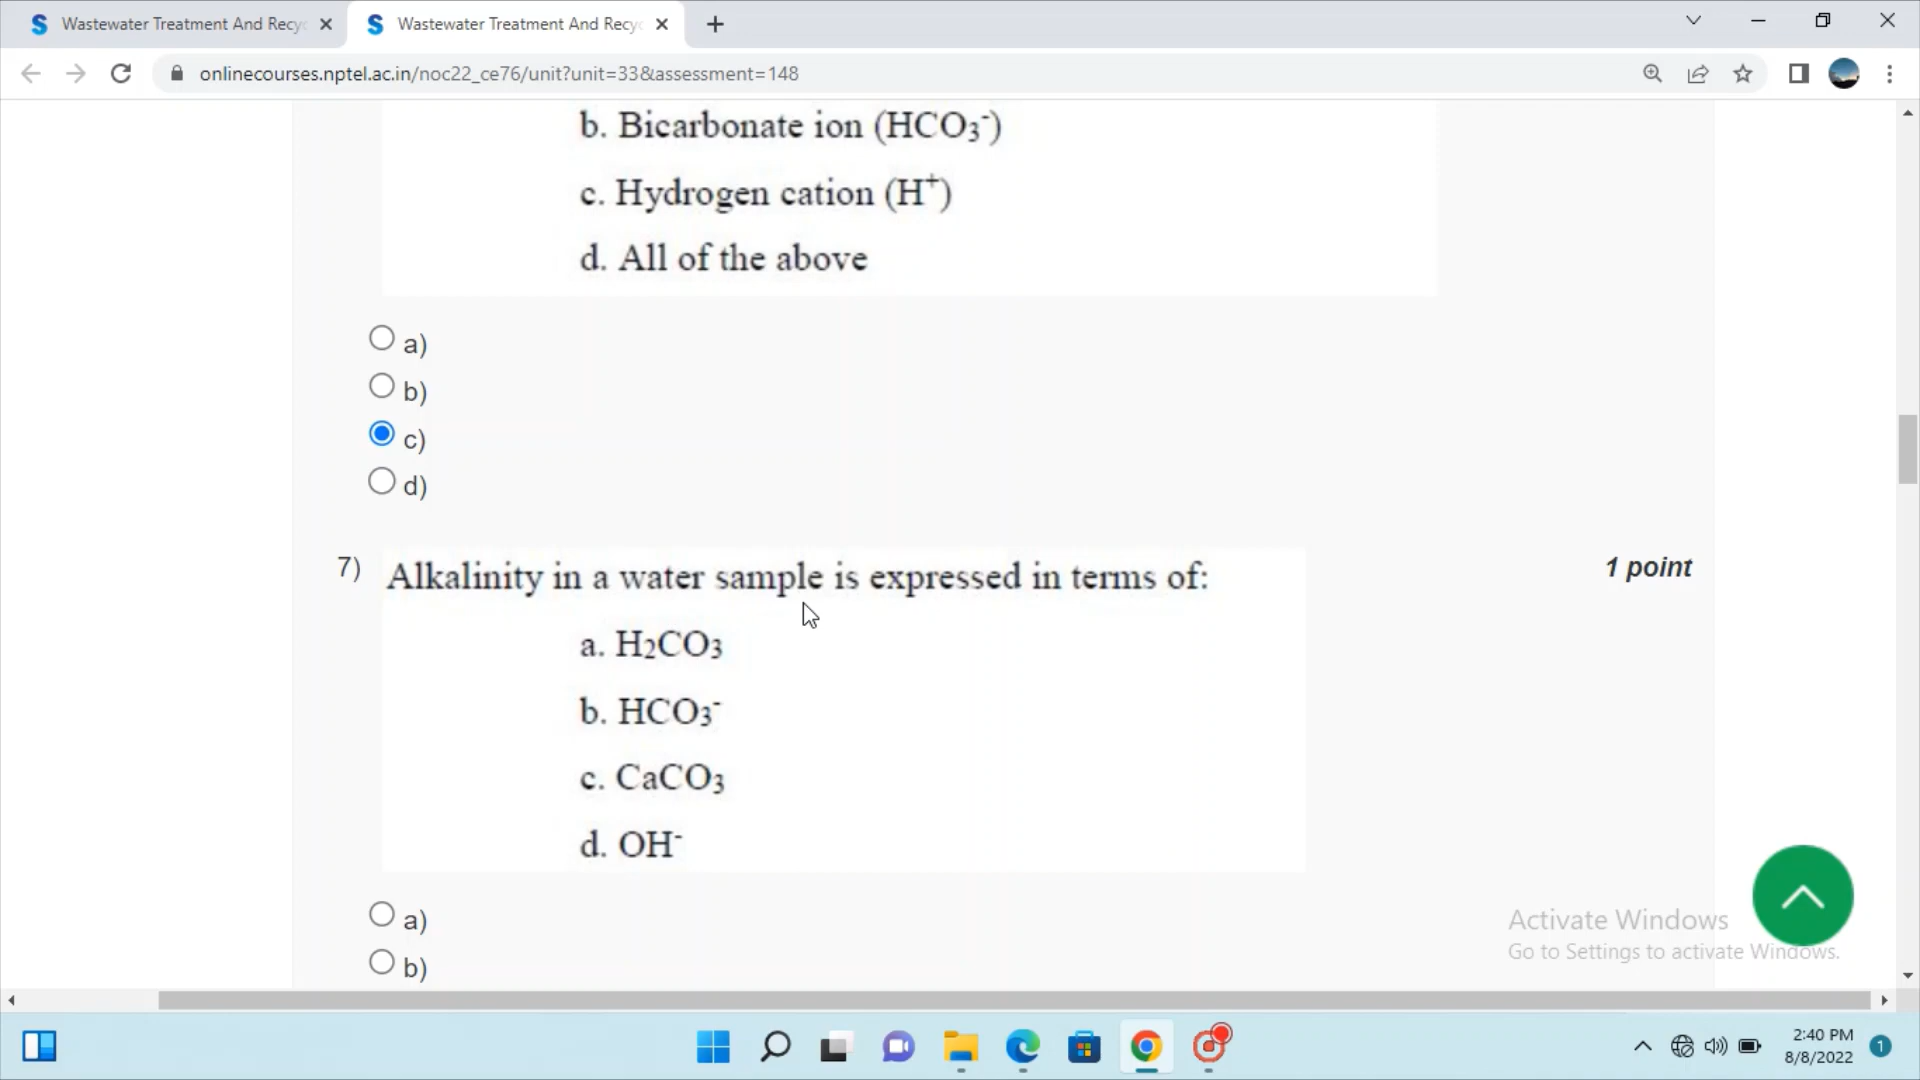 Wastewater Treatment And Recy
Wastewater Treatment And Recy
onlinecourses.nptel.ac.in/noc22_ce76/unit?unit=33&assessment=148
b. Bicarbonate ion (HCO₃⁻)
c. Hydrogen cation (H⁺)
d. All of the above
a)
b)
c)
d)
7) Alkalinity in a water sample is expressed in terms of:
1 point
a. H₂CO₃
b. HCO₃⁻
c. CaCO₃
d. OH⁻
a)
b)
Activate Windows
Go to Settings to activate Windows.
2:40 PM
8/8/2022
1